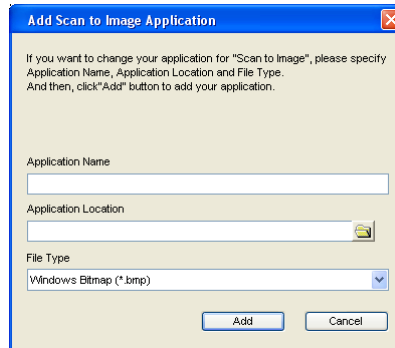 Add Scan to Image Application
If you want to change your application for "Scan to Image", please specify
Application Name, Application Location and File Type.
And then, click"Add" button to add your application.
Application Name
Application Location
File Type
Windows Bitmap (*.bmp)
Add
Cancel